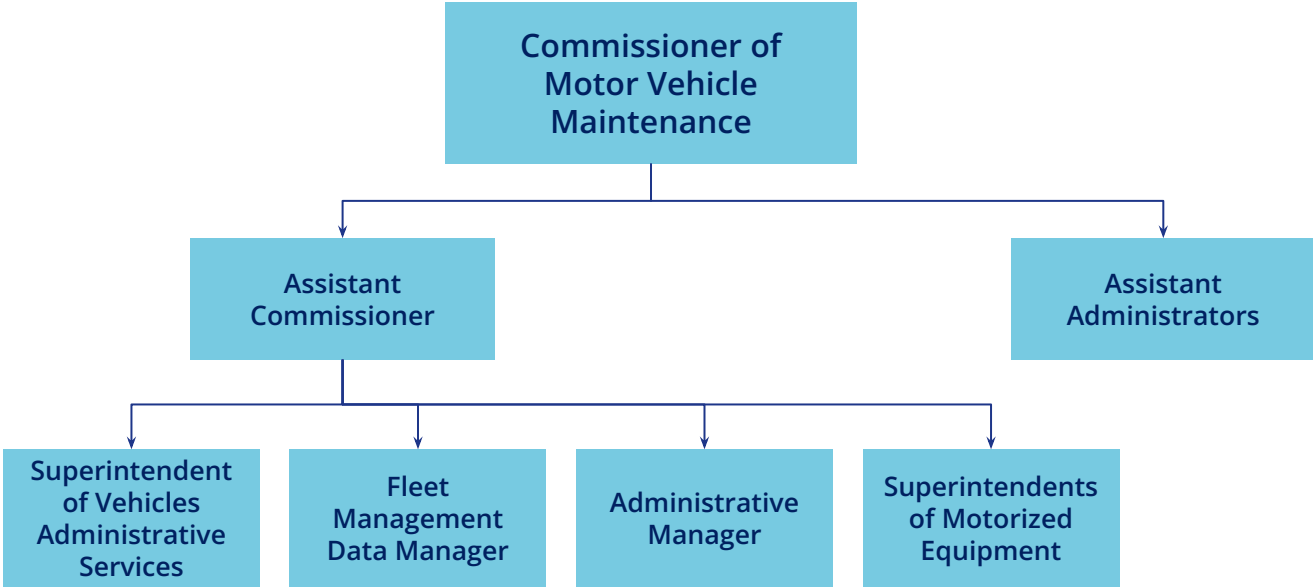 Commissioner of
Motor Vehicle
Maintenance
Assistant
Commissioner
Assistant
Administrators
Superintendent
of Vehicles
Administrative
Services
Fleet
Management
Data Manager
Administrative
Manager
Superintendents
of Motorized
Equipment